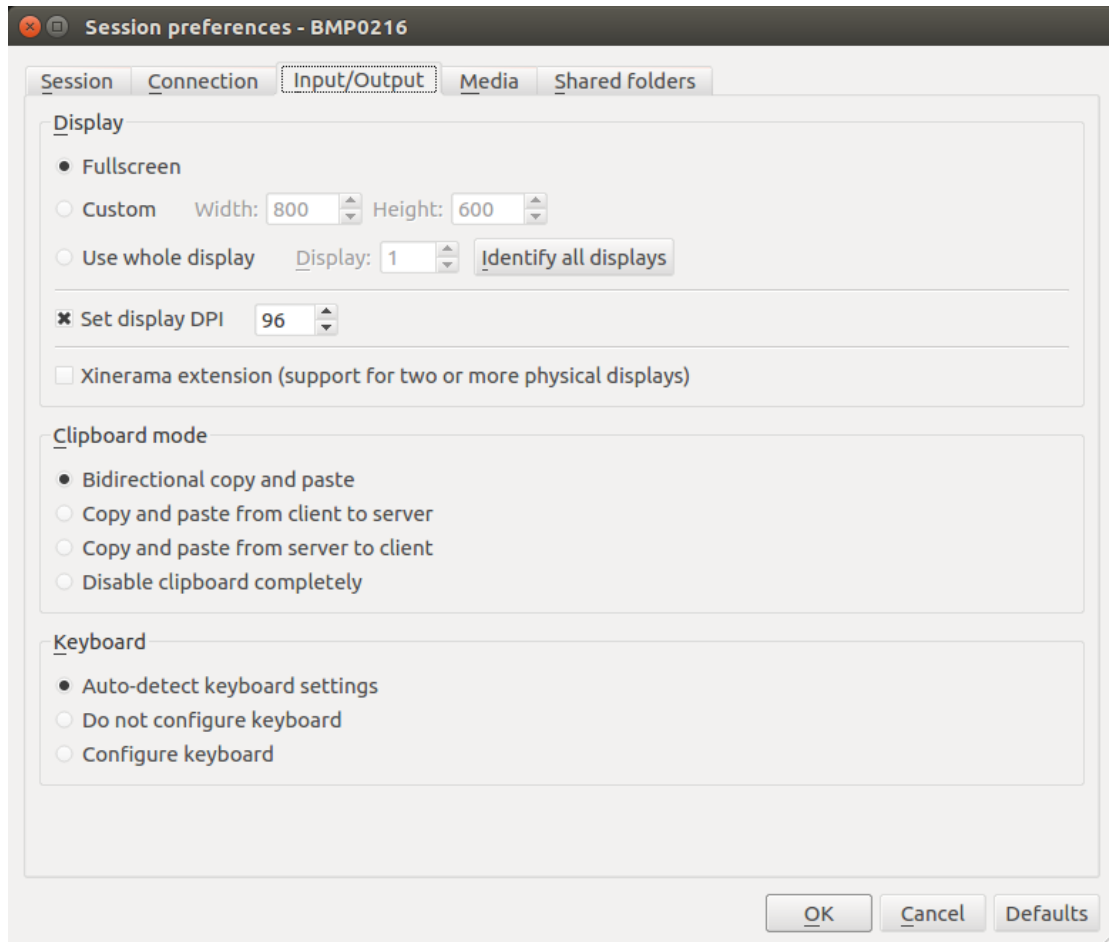 Session preferences - BMP0216
Session Connection Input/Output Media Shared folders
Display
Fullscreen
Custom Width: 800 Height: 600
Use whole display Display: 1 Identify all displays
Set display DPI 96
Xinerama extension (support for two or more physical displays)
Clipboard mode
Bidirectional copy and paste
Copy and paste from client to server
Copy and paste from server to client
Disable clipboard completely
Keyboard
Auto-detect keyboard settings
Do not configure keyboard
Configure keyboard
OK Cancel Defaults